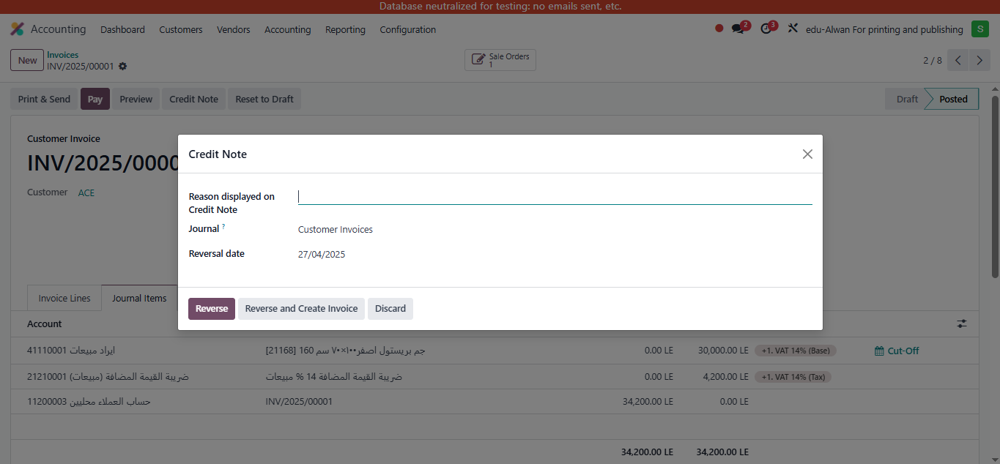 Database neutralized for testing: no emails sent, etc.
Accounting Dashboard Customers Vendors Accounting Reporting Configuration 2 3 edu-Alwan For printing and publishing S
New Invoices
INV/2025/00001
Sale Orders
1
2 / 8
Print & Send Pay Preview Credit Note Reset to Draft Draft Posted
Customer Invoice
INV/2025/0000
Customer ACE
Credit Note
Reason displayed on
Credit Note
Journal ? Customer Invoices
Reversal date 27/04/2025
Reverse Reverse and Create Invoice Discard
Invoice Lines Journal Items
Account
41110001 ايراد مبيعات [21168] جم بريستول اصفر١٠٠×٧٠ سم 160 0.00 LE 30,000.00 LE +1. VAT 14% (Base) Cut-Off
21210001 ضريبة القيمة المضافة (مبيعات) ضريبة القيمة المضافة 14 % مبيعات 0.00 LE 4,200.00 LE +1. VAT 14% (Tax)
11200003 حساب العملاء محليين INV/2025/00001 34,200.00 LE 0.00 LE
34,200.00 LE 34,200.00 LE